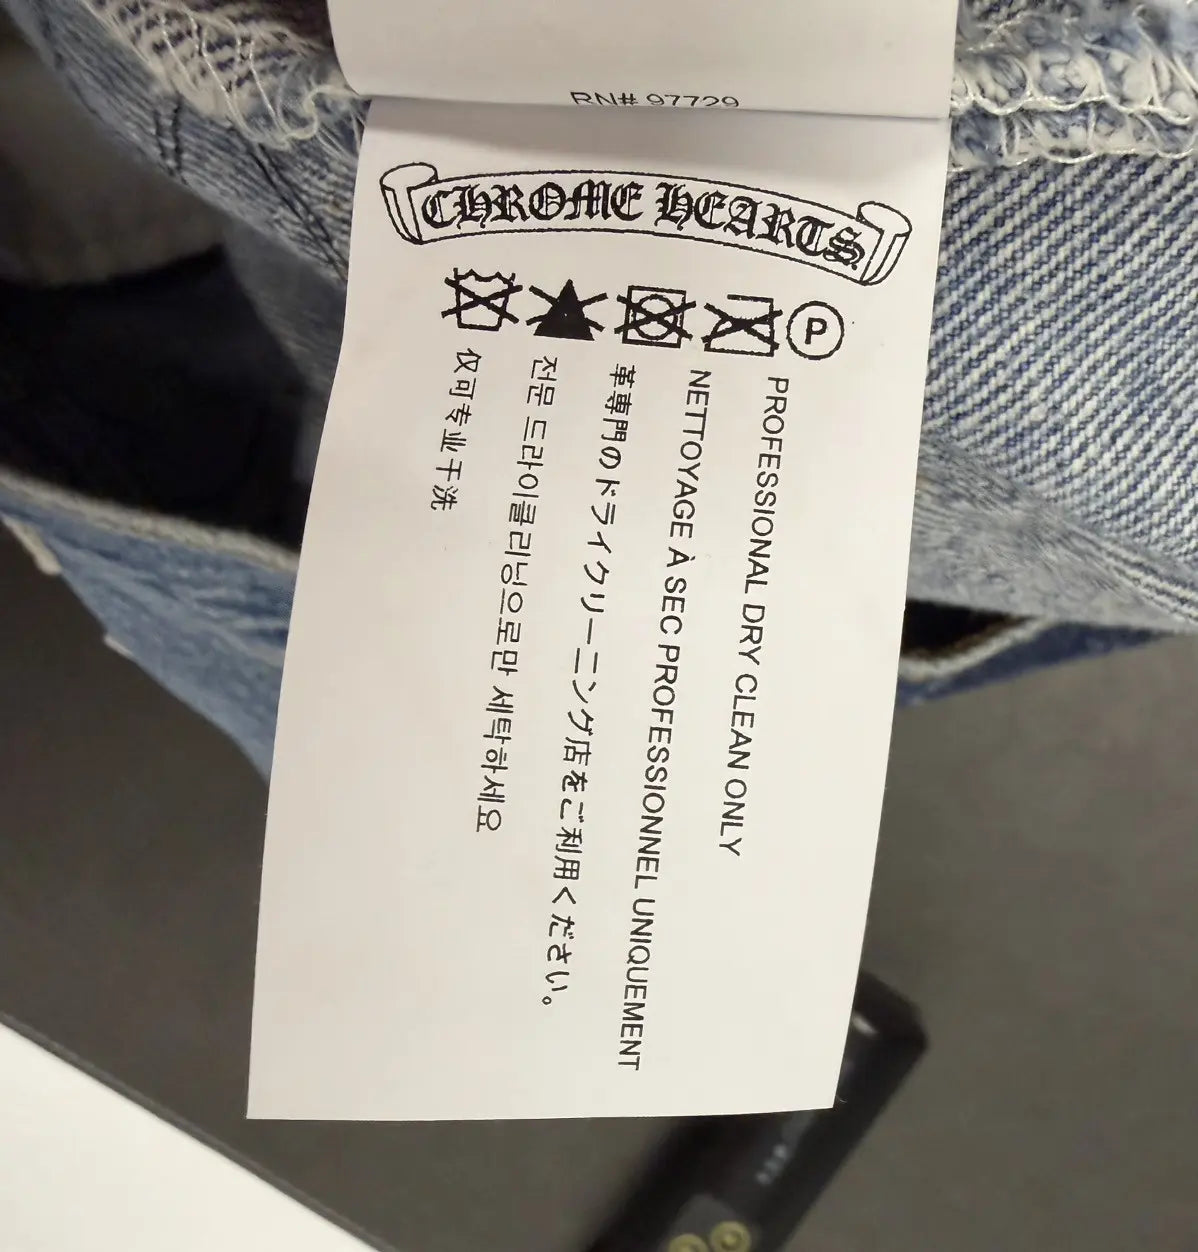 RN# 97729
CHROME HEARTS
P
PROFESSIONAL DRY CLEAN ONLY
NETTOYAGE À SEC PROFESSIONNEL UNIQUEMENT
革専門のドライクリーニング店をご利用ください。
전문 드라이클리닝으로만 세탁하세요
仅可专业干洗